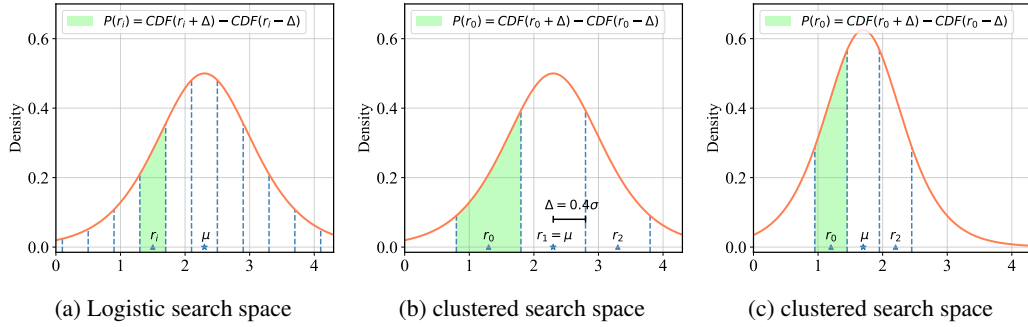 P(r_i) = CDF(r_i + Δ) − CDF(r_i − Δ)
Density
0.6
0.4
0.2
0.0
r_i
μ
0 1 2 3 4
(a) Logistic search space
P(r_0) = CDF(r_0 + Δ) − CDF(r_0 − Δ)
Density
0.6
0.4
0.2
0.0
Δ = 0.4σ
r_0
r_1 = μ
r_2
0 1 2 3 4
(b) clustered search space
P(r_0) = CDF(r_0 + Δ) − CDF(r_0 − Δ)
Density
0.6
0.4
0.2
0.0
r_0
μ
r_2
0 1 2 3 4
(c) clustered search space